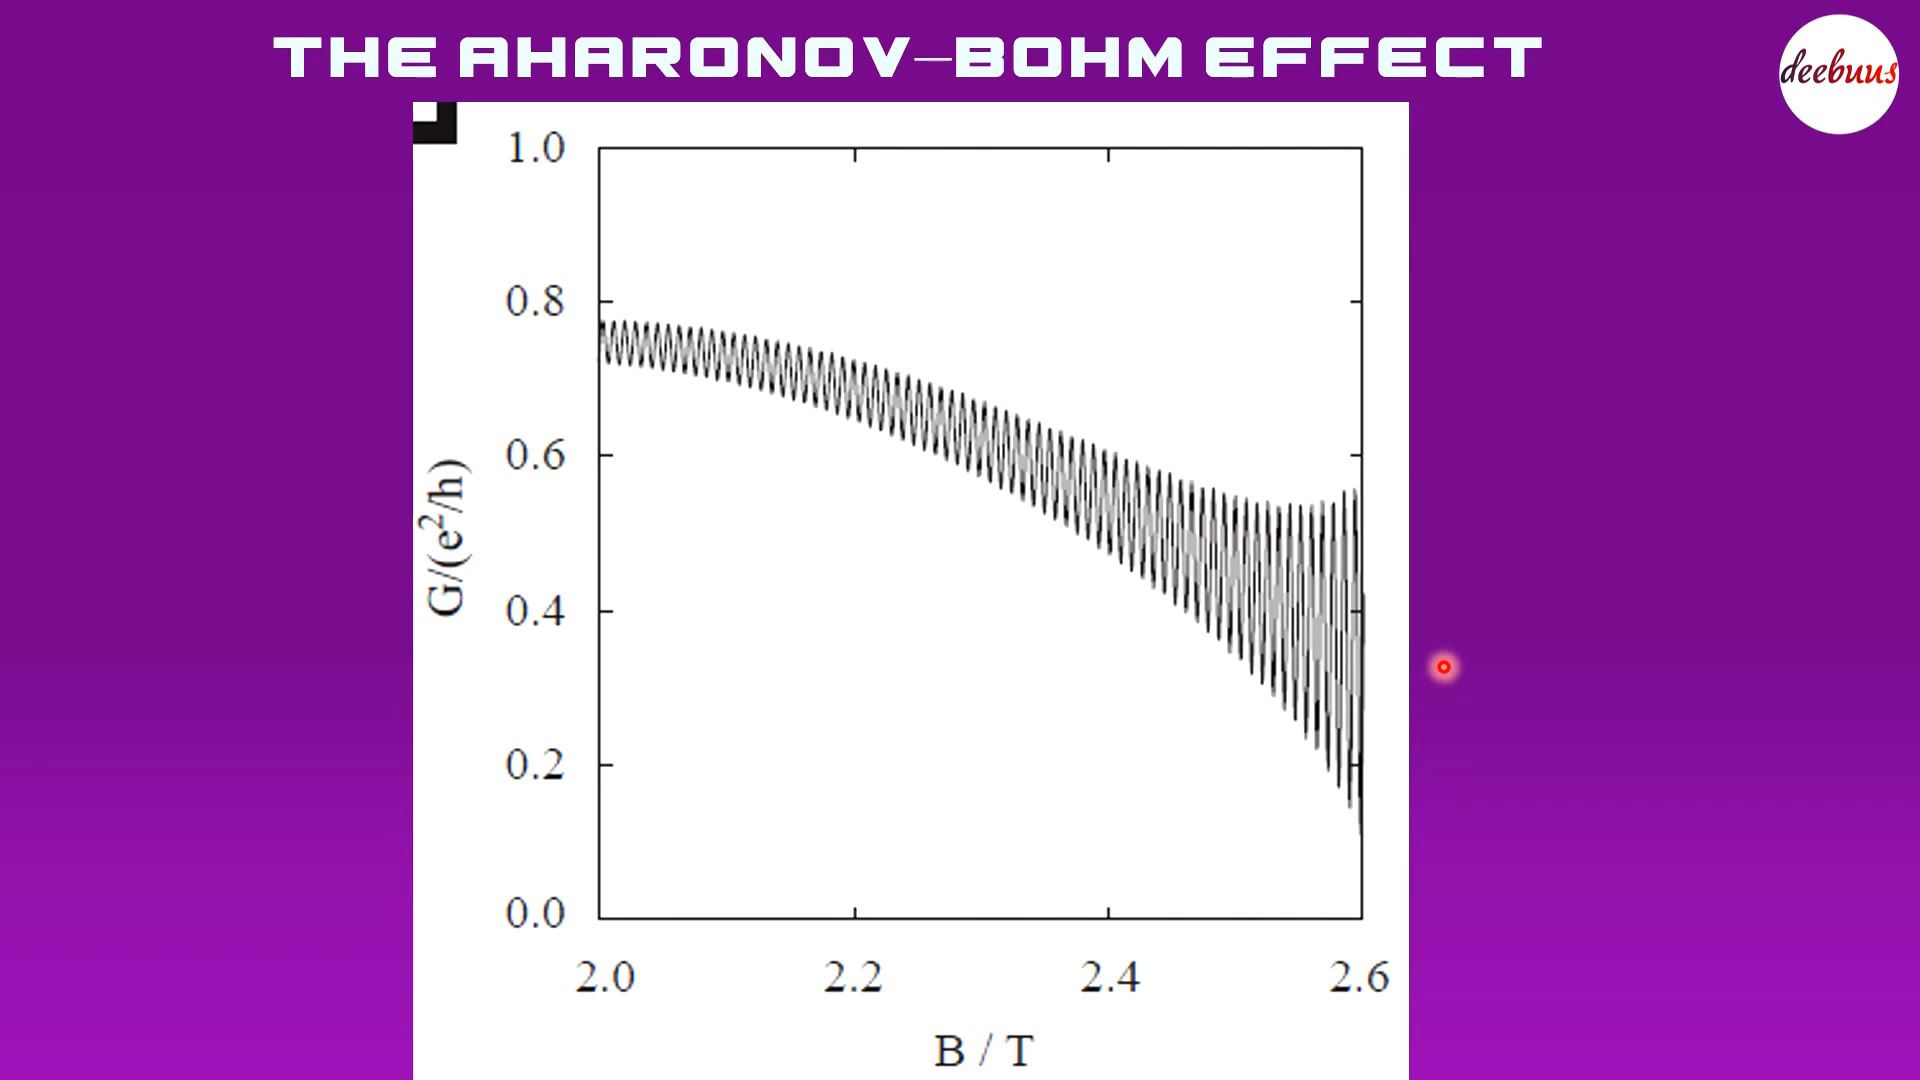 THE AHARONOV–BOHM EFFECT
deebuus
1.0
0.8
0.6
0.4
0.2
0.0
G/(e²/h)
2.0 2.2 2.4 2.6
B / T